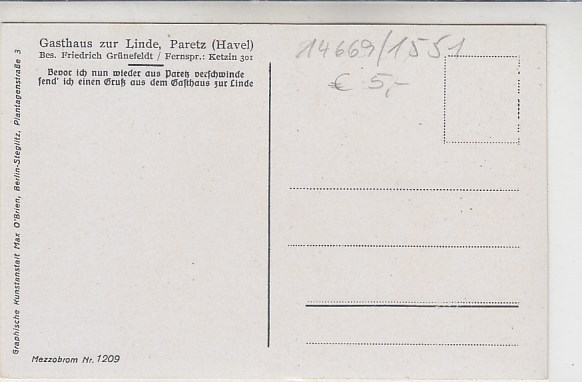 Gasthaus zur Linde, Paretz (Havel)
Bes. Friedrich Grünefeldt / Fernspr.: Ketzin 301
Bevor ich nun wieder aus Paretz verschwinde
send' ich einen Gruß aus dem Gasthaus zur Linde
14669/1551
€ 5,-
Graphische Kunstanstalt Max O'Brien, Berlin-Steglitz, Plantagenstraße 3
Mezzobrom Nr. 1209